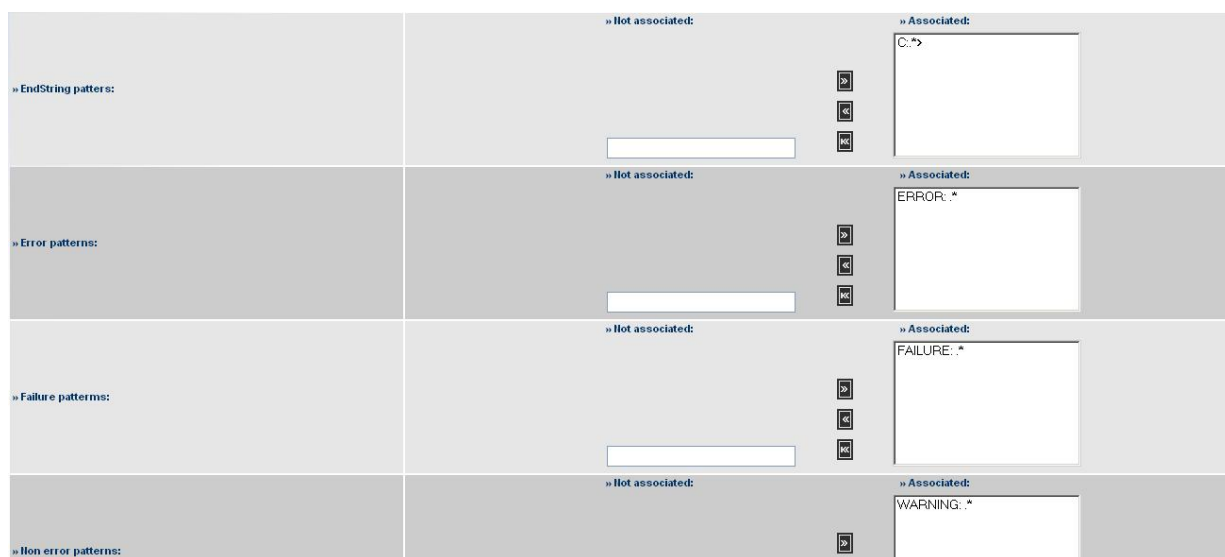 » Not associated: » Associated:
C:.*>
» EndString patters:
» Not associated: » Associated:
ERROR: .*
» Error patterns:
» Not associated: » Associated:
FAILURE: .*
» Failure patterms:
» Not associated: » Associated:
WARNING: .*
» Non error patterns: